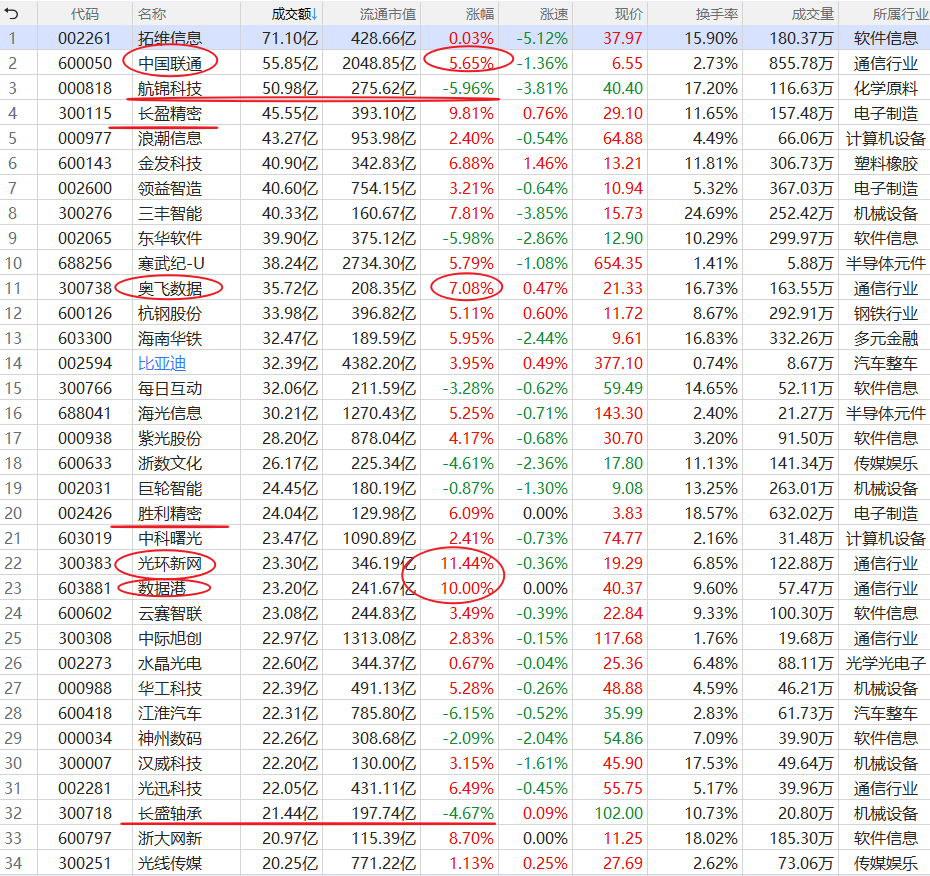 代码 名称 成交额↓ 流通市值 涨幅 涨速 现价 换手率 成交量 所属行业
1 002261 拓维信息 71.10亿 428.66亿 0.03% -5.12% 37.97 15.90% 180.37万 软件信息
2 600050 中国联通 55.85亿 2048.85亿 5.65% -1.36% 6.55 2.73% 855.78万 通信行业
3 000818 航锦科技 50.98亿 275.62亿 -5.96% -3.81% 40.40 17.20% 116.63万 化学原料
4 300115 长盈精密 45.55亿 393.10亿 9.81% 0.76% 29.10 11.65% 157.48万 电子制造
5 000977 浪潮信息 43.27亿 953.98亿 2.40% -0.54% 64.88 4.49% 66.06万 计算机设备
6 600143 金发科技 40.90亿 342.83亿 6.88% 1.46% 13.21 11.81% 306.73万 塑料橡胶
7 002600 领益智造 40.60亿 754.15亿 3.21% -0.64% 10.94 5.32% 367.03万 电子制造
8 300276 三丰智能 40.33亿 160.67亿 7.81% -3.85% 15.73 24.69% 252.42万 机械设备
9 002065 东华软件 39.90亿 375.12亿 -5.98% -2.86% 12.90 10.29% 299.97万 软件信息
10 688256 寒武纪-U 38.24亿 2734.30亿 5.79% -1.08% 654.35 1.41% 5.88万 半导体元件
11 300738 奥飞数据 35.72亿 208.35亿 7.08% 0.47% 21.33 16.73% 163.55万 通信行业
12 600126 杭钢股份 33.98亿 396.82亿 5.11% 0.60% 11.72 8.67% 292.91万 钢铁行业
13 603300 海南华铁 32.47亿 189.59亿 5.95% -2.44% 9.61 16.83% 332.26万 多元金融
14 002594 比亚迪 32.39亿 4382.20亿 3.95% 0.49% 377.10 0.74% 8.67万 汽车整车
15 300766 每日互动 32.06亿 211.59亿 -3.28% -0.62% 59.49 14.65% 52.11万 软件信息
16 688041 海光信息 30.21亿 1270.43亿 5.25% -0.71% 143.30 2.40% 21.27万 半导体元件
17 000938 紫光股份 28.20亿 878.04亿 4.17% -0.68% 30.70 3.20% 91.50万 软件信息
18 600633 浙数文化 26.17亿 225.34亿 -4.61% -2.36% 17.80 11.13% 141.34万 传媒娱乐
19 002031 巨轮智能 24.45亿 180.19亿 -0.87% -1.30% 9.08 13.25% 263.01万 机械设备
20 002426 胜利精密 24.04亿 129.98亿 6.09% 0.00% 3.83 18.57% 632.02万 电子制造
21 603019 中科曙光 23.47亿 1090.89亿 2.41% -0.73% 74.77 2.16% 31.48万 计算机设备
22 300383 光环新网 23.30亿 346.19亿 11.44% -0.36% 19.29 6.85% 122.88万 通信行业
23 603881 数据港 23.20亿 241.67亿 10.00% 0.00% 40.37 9.60% 57.47万 通信行业
24 600602 云赛智联 23.08亿 244.83亿 3.49% -0.39% 22.84 9.33% 100.30万 软件信息
25 300308 中际旭创 22.97亿 1313.08亿 2.83% -0.15% 117.68 1.76% 19.68万 通信行业
26 002273 水晶光电 22.60亿 344.37亿 0.67% -0.04% 25.36 6.48% 88.11万 光学光电子
27 000988 华工科技 22.39亿 491.13亿 5.28% -0.26% 48.88 4.59% 46.21万 机械设备
28 600418 江淮汽车 22.31亿 785.80亿 -6.15% -0.52% 35.99 2.83% 61.73万 汽车整车
29 000034 神州数码 22.26亿 308.68亿 -2.09% -2.04% 54.86 7.09% 39.90万 软件信息
30 300007 汉威科技 22.20亿 130.00亿 3.15% -1.61% 45.90 17.53% 49.64万 机械设备
31 002281 光迅科技 22.05亿 431.11亿 6.49% -0.45% 55.75 5.17% 39.96万 通信行业
32 300718 长盛轴承 21.44亿 197.74亿 -4.67% 0.09% 102.00 10.73% 20.80万 机械设备
33 600797 浙大网新 20.97亿 115.39亿 8.70% 0.00% 11.25 18.02% 185.30万 软件信息
34 300251 光线传媒 20.25亿 771.22亿 1.13% 0.25% 27.69 2.62% 73.06万 传媒娱乐